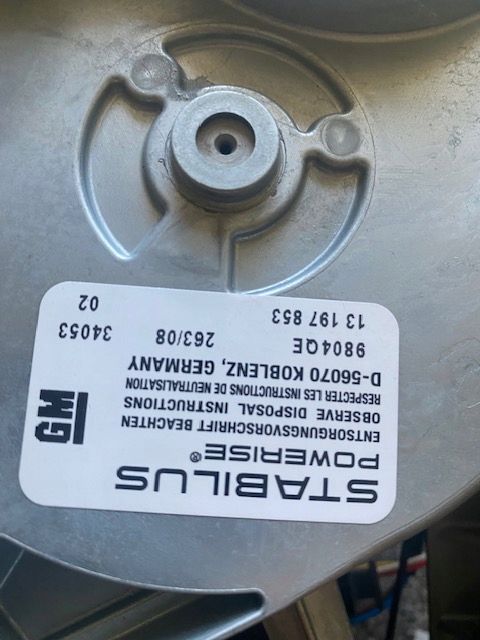 STABILUS
POWERISE®
ENTSORGUNGSVORSCHRIFT BEACHTEN
OBSERVE DISPOSAL INSTRUCTIONS
RESPECTER LES INSTRUCTIONS DE NEUTRALISATION
D-56070 KOBLENZ, GERMANY
GM
9804QE 263/08 34053
13 197 853 02